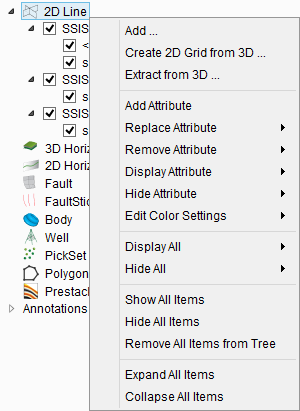 2D Line
SSIS
<
SSIS
s
SSIS
s
3D Horiz
2D Horiz
Fault
FaultStic
Body
Well
PickSet
Polygon
Prestack
Annotations
Add ...
Create 2D Grid from 3D ...
Extract from 3D ...
Add Attribute
Replace Attribute
Remove Attribute
Display Attribute
Hide Attribute
Edit Color Settings
Display All
Hide All
Show All Items
Hide All Items
Remove All Items from Tree
Expand All Items
Collapse All Items